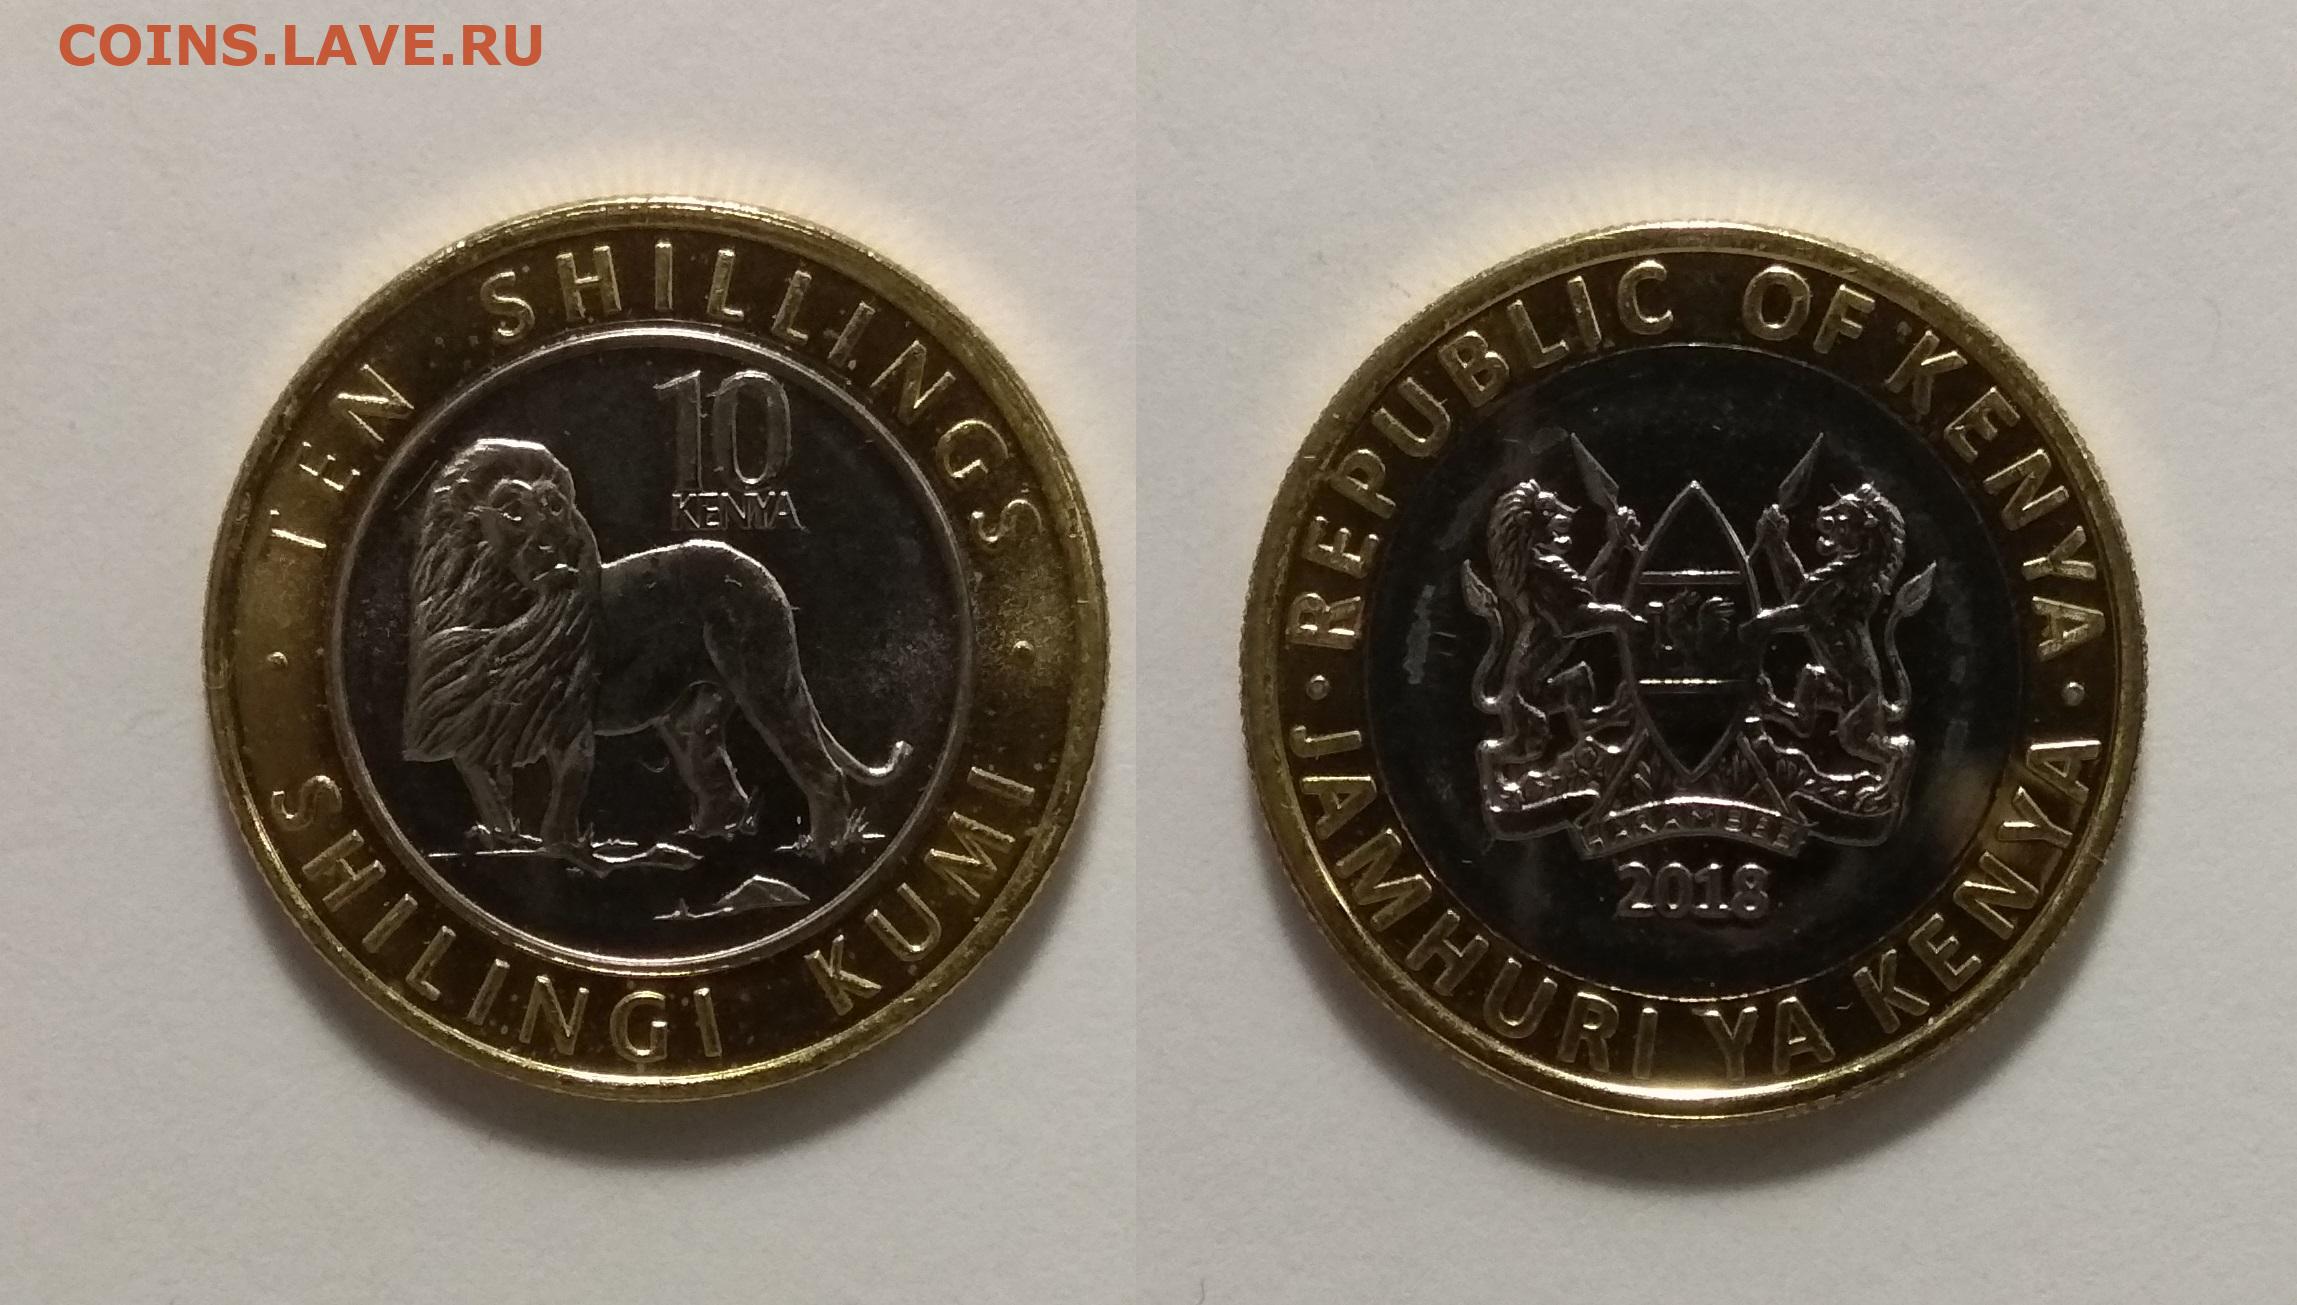 COINS.LAVE.RU
· TEN SHILLINGS ·
10
KENYA
SHILINGI KUMI
· REPUBLIC OF KENYA ·
HARAMBEE
2018
JAMHURI YA KENYA